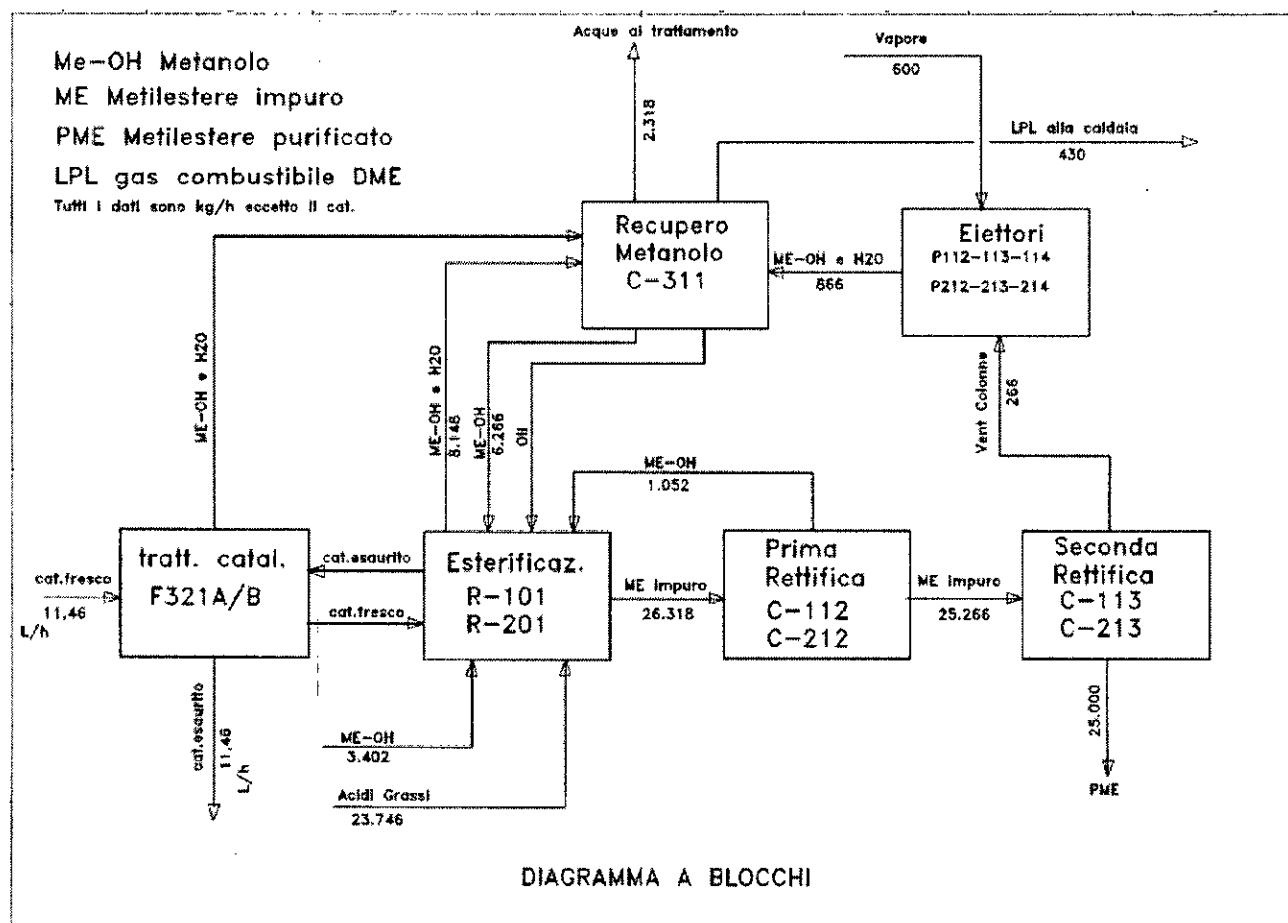 Acque al trattamento
Vapore
600
Me-OH Metanolo
ME Metilestere impuro
PME Metilestere purificato
LPL gas combustibile DME
Tutti i dati sono kg/h eccetto il cat.
2.318
LPL alla caldaia
430
Recupero
Metanolo
C-311
Eiettori
P112-113-114
P212-213-214
ME-OH e H2O
866
ME-OH e H2O
ME-OH e H2O
8.148
ME-OH
6.266
OH
Vent Colonne
266
ME-OH
1.052
tratt. catal.
F321A/B
cat.fresco
11,46
L/h
cat.esaurito
cat.fresco
Esterificaz.
R-101
R-201
ME impuro
26.318
Prima
Rettifica
C-112
C-212
ME impuro
25.266
Seconda
Rettifica
C-113
C-213
cat.esaurito
11,46
L/h
ME-OH
3.402
Acidi Grassi
23.746
25.000
PME
DIAGRAMMA A BLOCCHI